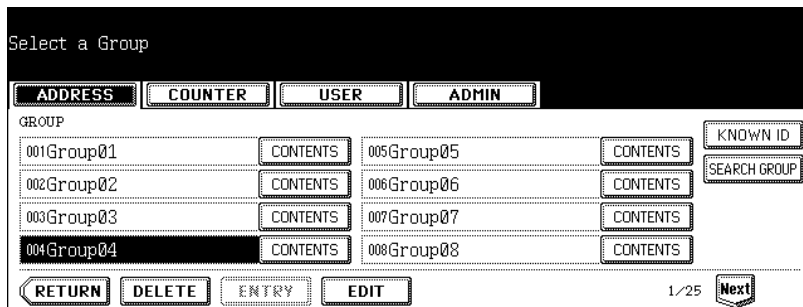 Select a Group
ADDRESS COUNTER USER ADMIN
GROUP
001Group01 CONTENTS 005Group05 CONTENTS KNOWN ID
002Group02 CONTENTS 006Group06 CONTENTS SEARCH GROUP
003Group03 CONTENTS 007Group07 CONTENTS
004Group04 CONTENTS 008Group08 CONTENTS
RETURN DELETE ENTRY EDIT 1/25 Next